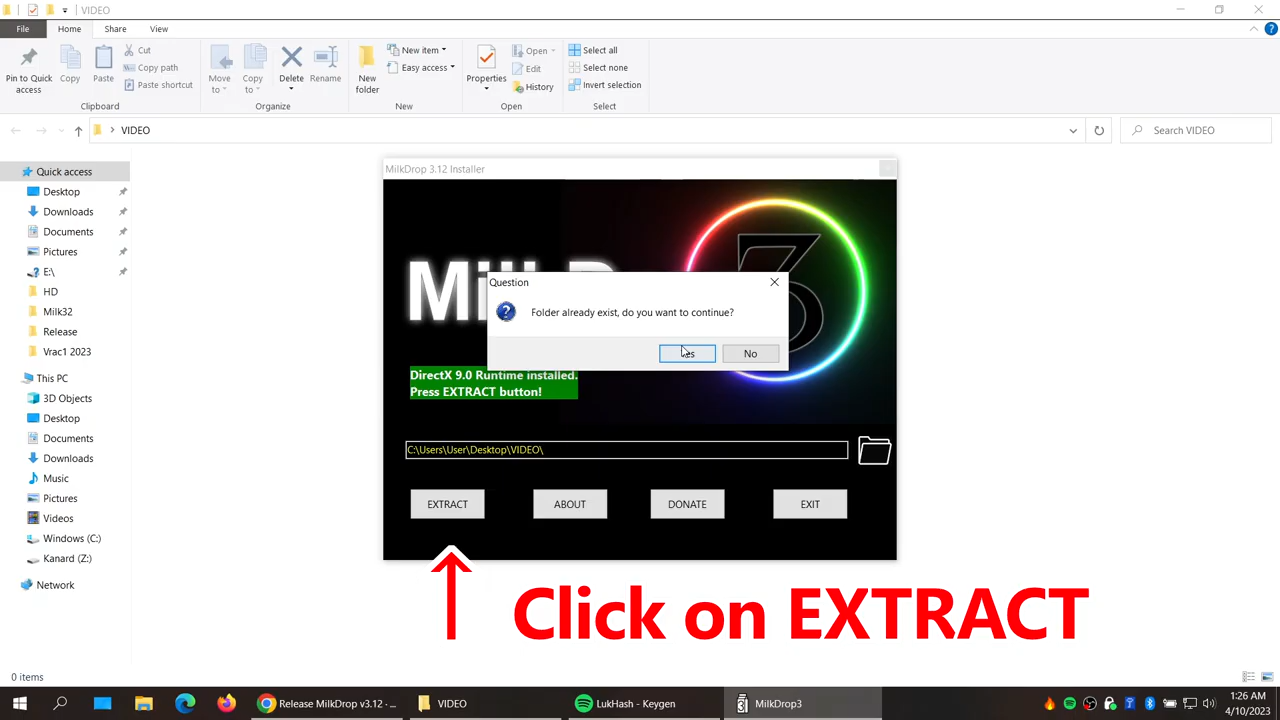 VIDEO
File
Home
Share
View
Pin to Quick
access
Copy
Paste
Cut
Copy path
Paste shortcut
Clipboard
Move
to
Copy
to
Delete
Rename
Organize
New
folder
New item
Easy access
New
Properties
Open
Edit
History
Open
Select all
Select none
Invert selection
Select
VIDEO
Search VIDEO
Quick access
Desktop
Downloads
Documents
Pictures
E:\
HD
Milk32
Release
Vrac1 2023
This PC
3D Objects
Desktop
Documents
Downloads
Music
Pictures
Videos
Windows (C:)
Kanard (Z:)
Network
MilkDrop 3.12 Installer
3
Question
Folder already exist, do you want to continue?
No
DirectX 9.0 Runtime installed.
Press EXTRACT button!
C:\Users\User\Desktop\VIDEO\
EXTRACT
ABOUT
DONATE
EXIT
Click on EXTRACT
0 items
Release MilkDrop v3.12 · ...
VIDEO
LukHash - Keygen
MilkDrop3
1:26 AM
4/10/2023